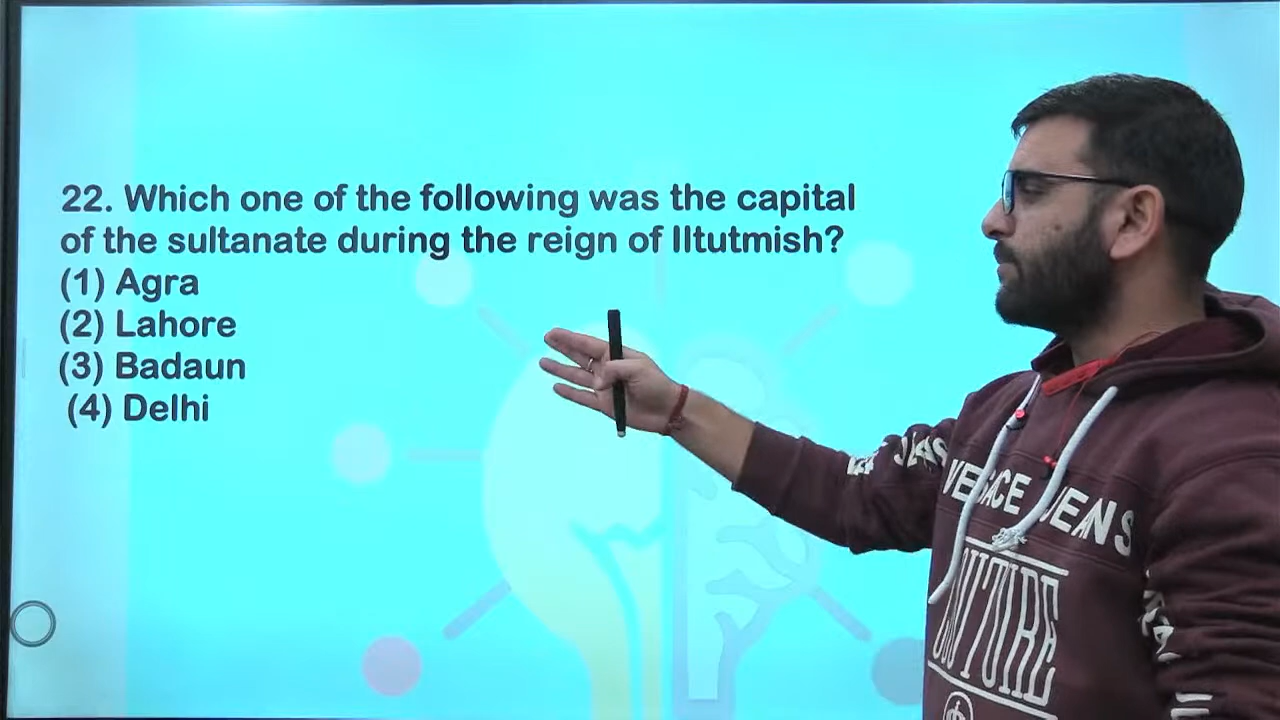 22. Which one of the following was the capital
of the sultanate during the reign of Iltutmish?
(1) Agra
(2) Lahore
(3) Badaun
(4) Delhi
JEANS
COUTURE